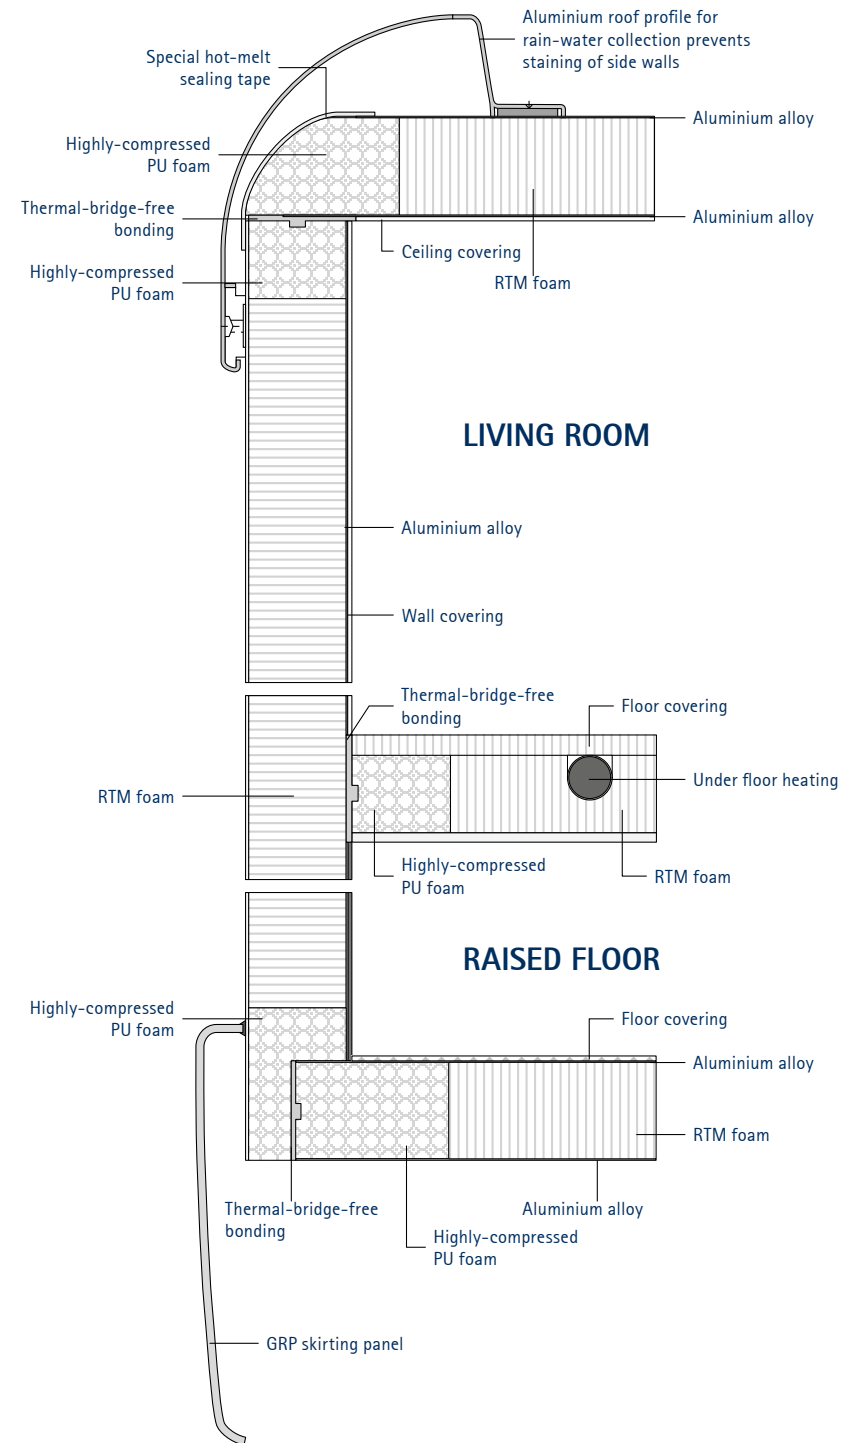 Aluminium roof profile for
rain-water collection prevents
staining of side walls
Special hot-melt
sealing tape
Aluminium alloy
Highly-compressed
PU foam
Thermal-bridge-free
bonding
Aluminium alloy
Ceiling covering
Highly-compressed
PU foam
RTM foam
LIVING ROOM
Aluminium alloy
Wall covering
Thermal-bridge-free
bonding
Floor covering
Under floor heating
RTM foam
Highly-compressed
PU foam
RTM foam
RAISED FLOOR
Highly-compressed
PU foam
Floor covering
Aluminium alloy
RTM foam
Thermal-bridge-free
bonding
Aluminium alloy
Highly-compressed
PU foam
GRP skirting panel